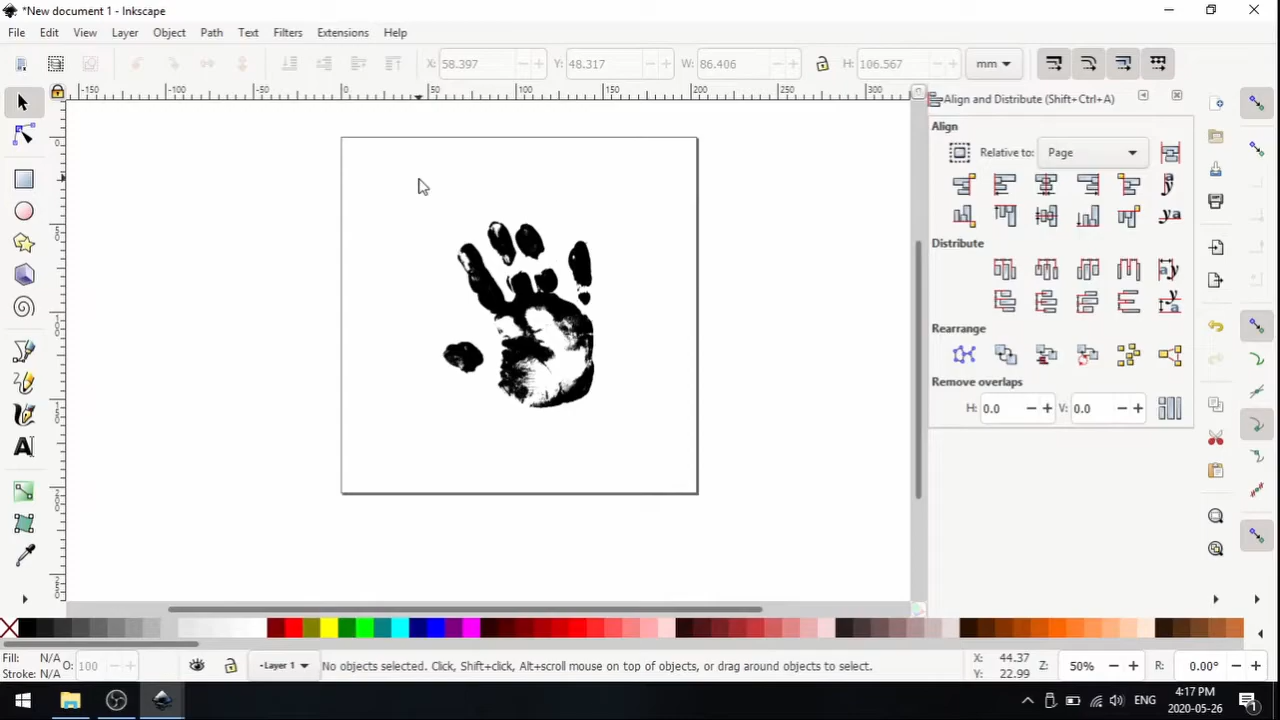 *New document 1 - Inkscape
File Edit View Layer Object Path Text Filters Extensions Help
X: 58.397 Y: 48.317 W: 86.406 H: 106.567 mm
-150 -100 -50 0 50 100 150 200 250 300
Align and Distribute (Shift+Ctrl+A)
Align
Relative to: Page
Distribute
Rearrange
Remove overlaps
H: 0.0 V: 0.0
Fill: N/A
Stroke: N/A
O: 100
Layer 1
No objects selected. Click, Shift+click, Alt+scroll mouse on top of objects, or drag around objects to select.
X: 44.37
Y: 22.99
Z: 50% R: 0.00°
ENG
4:17 PM
2020-05-26